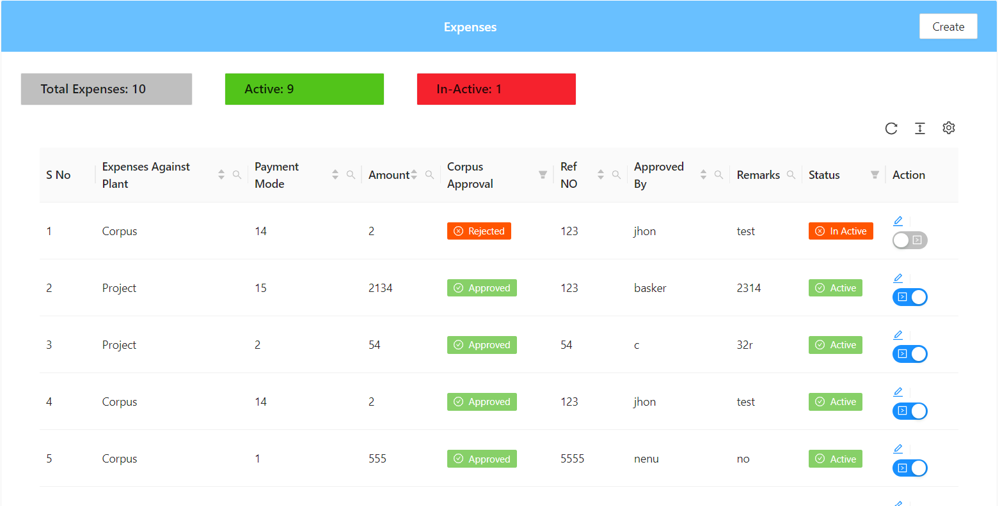 Expenses
Create
Total Expenses: 10
Active: 9
In-Active: 1
S No
Expenses Against
Plant
Payment
Mode
Amount
Corpus
Approval
Ref
NO
Approved
By
Remarks
Status
Action
1 Corpus 14 2 Rejected 123 jhon test In Active
2 Project 15 2134 Approved 123 basker 2314 Active
3 Project 2 54 Approved 54 c 32r Active
4 Corpus 14 2 Approved 123 jhon test Active
5 Corpus 1 555 Approved 5555 nenu no Active